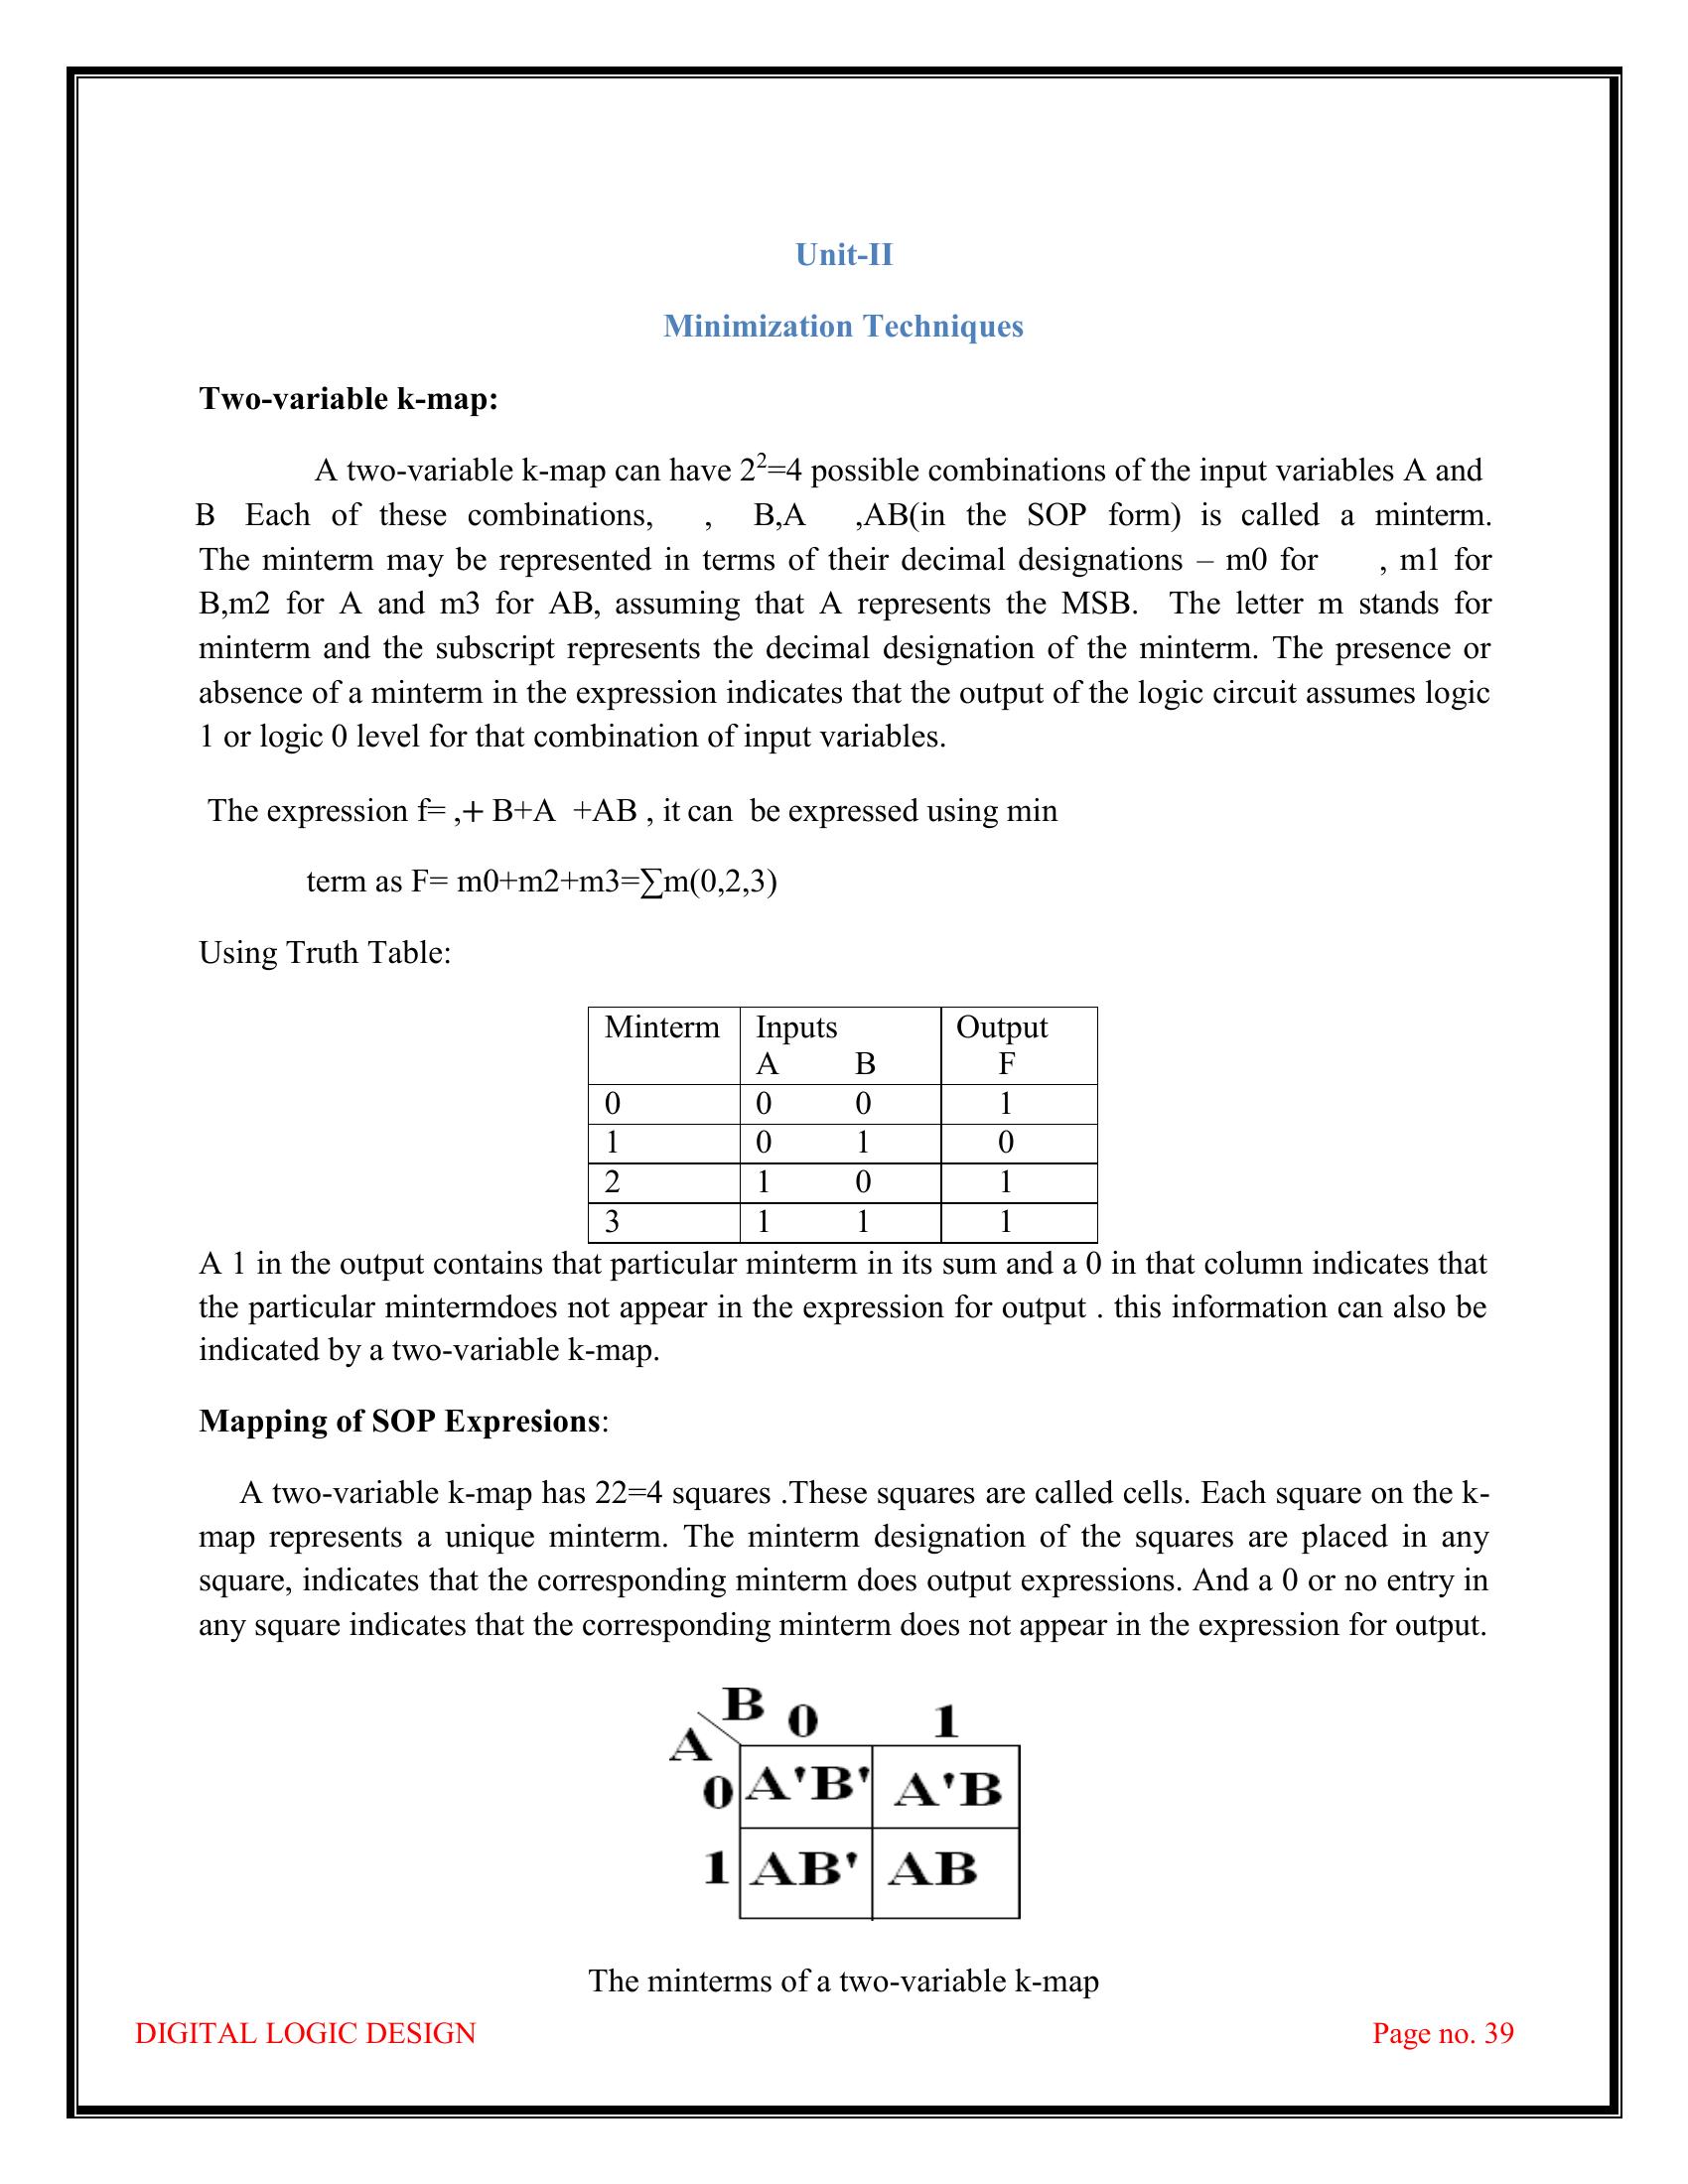 Unit-II
Minimization Techniques
Two-variable k-map:
A two-variable k-map can have 2²=4 possible combinations of the input variables A and
B Each of these combinations, , B,A ,AB(in the SOP form) is called a minterm.
The minterm may be represented in terms of their decimal designations – m0 for , m1 for
B,m2 for A and m3 for AB, assuming that A represents the MSB. The letter m stands for
minterm and the subscript represents the decimal designation of the minterm. The presence or
absence of a minterm in the expression indicates that the output of the logic circuit assumes logic
1 or logic 0 level for that combination of input variables.
The expression f= ,+ B+A +AB , it can be expressed using min
term as F= m0+m2+m3=∑m(0,2,3)
Using Truth Table:
Minterm Inputs Output
A B F
0 0 0 1
1 0 1 0
2 1 0 1
3 1 1 1
A 1 in the output contains that particular minterm in its sum and a 0 in that column indicates that
the particular mintermdoes not appear in the expression for output . this information can also be
indicated by a two-variable k-map.
Mapping of SOP Expresions:
A two-variable k-map has 22=4 squares .These squares are called cells. Each square on the k-
map represents a unique minterm. The minterm designation of the squares are placed in any
square, indicates that the corresponding minterm does output expressions. And a 0 or no entry in
any square indicates that the corresponding minterm does not appear in the expression for output.
B 0 1
A
0 A'B' A'B
1 AB' AB
The minterms of a two-variable k-map
DIGITAL LOGIC DESIGN Page no. 39